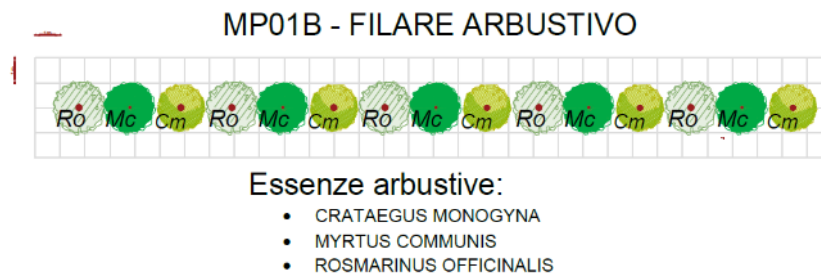 MP01B - FILARE ARBUSTIVO
Ro Mc Cm Ro Mc Cm Ro Mc Cm Ro Mc Cm Ro Mc Cm
Essenze arbustive:
• CRATAEGUS MONOGYNA
• MYRTUS COMMUNIS
• ROSMARINUS OFFICINALIS